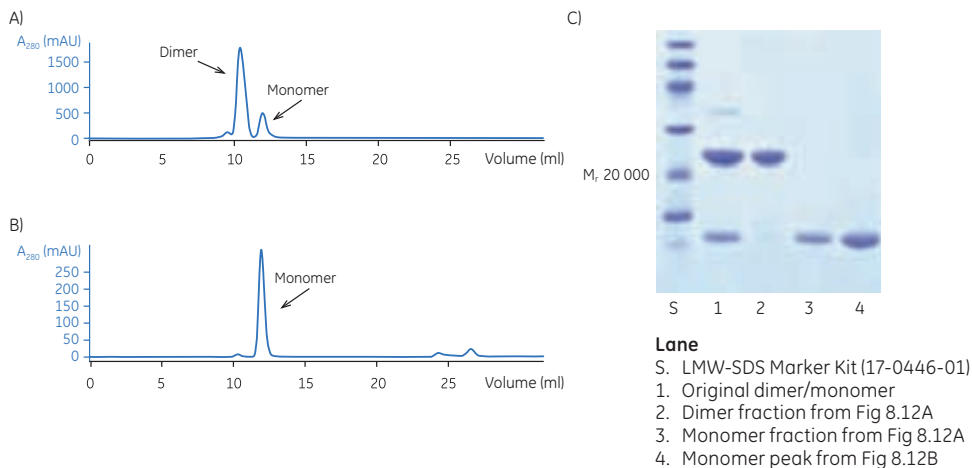 A)
A₂₈₀ (mAU)
Dimer
Monomer
1500
1000
500
0
0 5 10 15 20 25 Volume (ml)
B)
A₂₈₀ (mAU)
Monomer
250
200
150
100
50
0
0 5 10 15 20 25 Volume (ml)
C)
Mᵣ 20 000
S 1 2 3 4
Lane
S. LMW-SDS Marker Kit (17-0446-01)
1. Original dimer/monomer
2. Dimer fraction from Fig 8.12A
3. Monomer fraction from Fig 8.12A
4. Monomer peak from Fig 8.12B